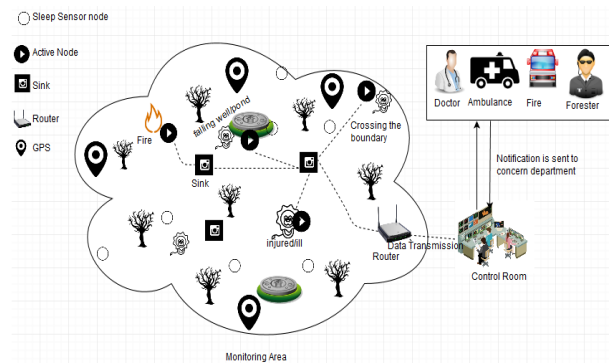 Sleep Sensor node
Active Node
Sink
Router
GPS
Fire
falling well/pond
Crossing the
boundary
Sink
injured/ill
Router
Data Transmission
Control Room
Monitoring Area
Doctor
Ambulance
Fire
Forester
Notification is sent to
concern department